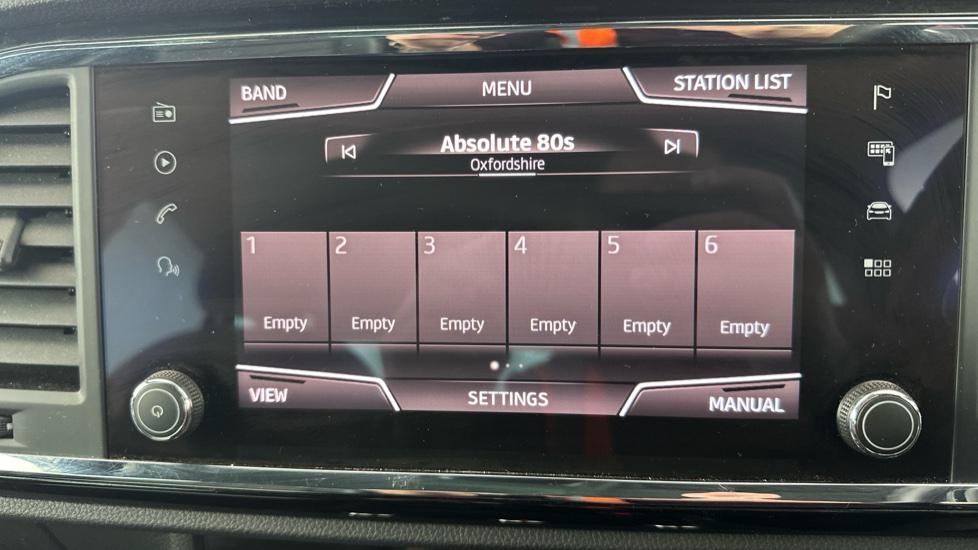 BAND MENU STATION LIST
Absolute 80s
Oxfordshire
1 2 3 4 5 6
Empty Empty Empty Empty Empty Empty
VIEW SETTINGS MANUAL